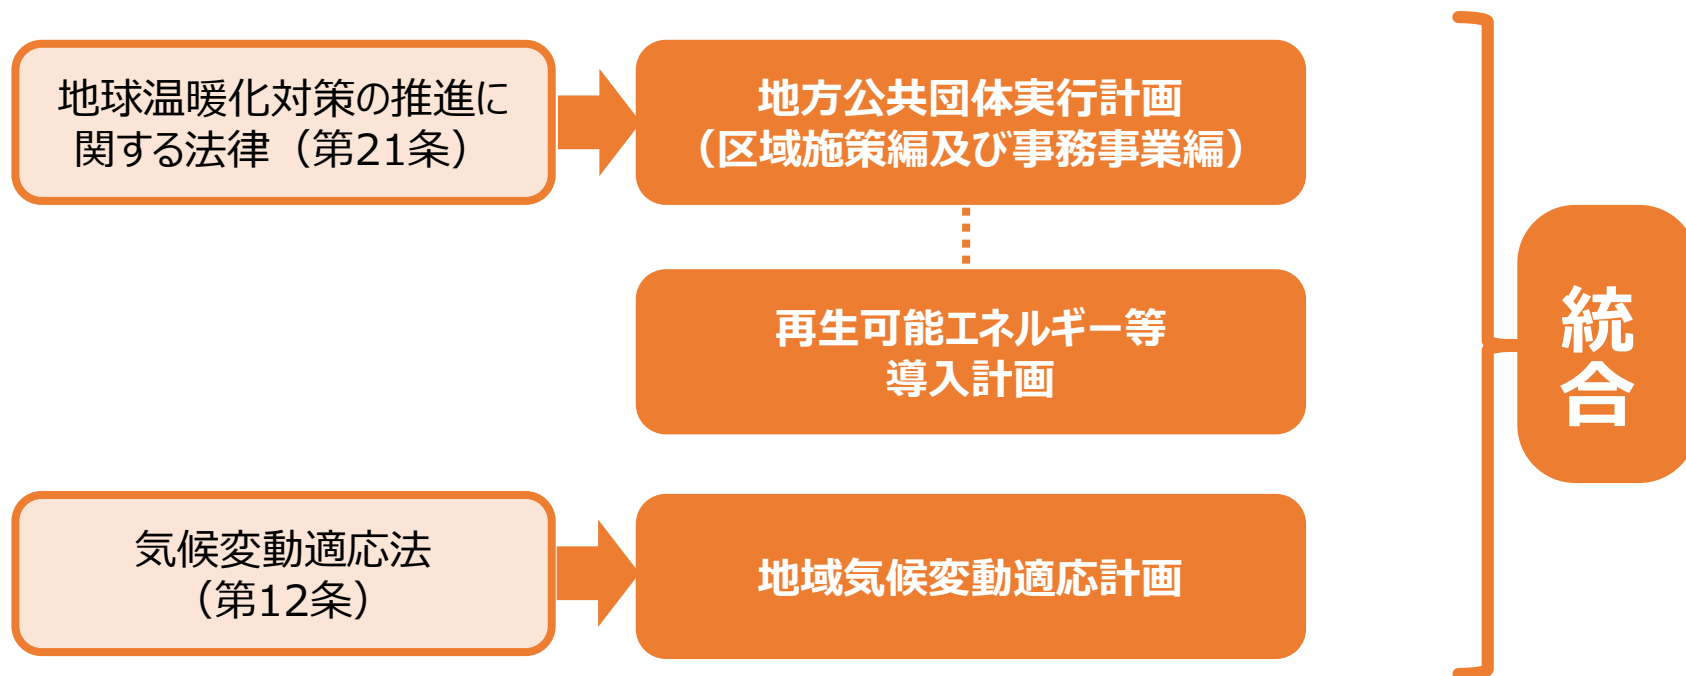 地球温暖化対策の推進に
関する法律（第21条）
地方公共団体実行計画
（区域施策編及び事務事業編）
再生可能エネルギー等
導入計画
気候変動適応法
（第12条）
地域気候変動適応計画
統
合